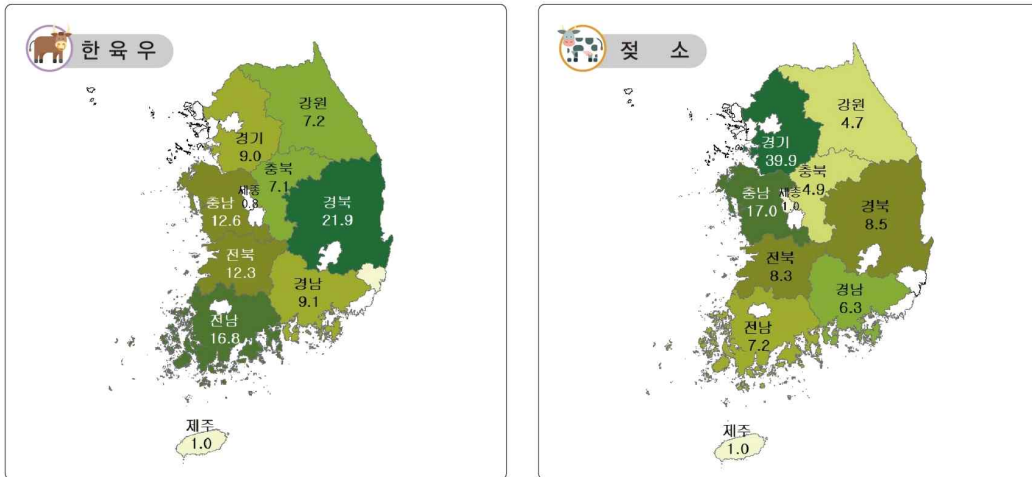 한 육 우
강원
7.2
경기
9.0
충북
7.1
세종
0.8
충남
12.6
경북
21.9
전북
12.3
경남
9.1
전남
16.8
제주
1.0
젖 소
강원
4.7
경기
39.9
충북
4.9
세종
1.0
충남
17.0
경북
8.5
전북
8.3
경남
6.3
전남
7.2
제주
1.0